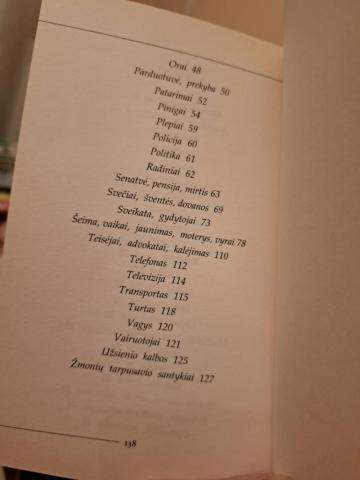 Orai 48
Parduotuvė, prekyba 50
Patarimai 52
Pinigai 54
Plepiai 59
Policija 60
Politika 61
Radiniai 62
Senatvė, pensija, mirtis 63
Svečiai, šventės, dovanos 69
Sveikata, gydytojai 73
Šeima, vaikai, jaunimas, moterys, vyrai 78
Teisėjai, advokatai, kalėjimas 110
Telefonas 112
Televizija 114
Transportas 115
Turtas 118
Vagys 120
Vairuotojai 121
Užsienio kalbos 125
Žmonių tarpusavio santykiai 127
138